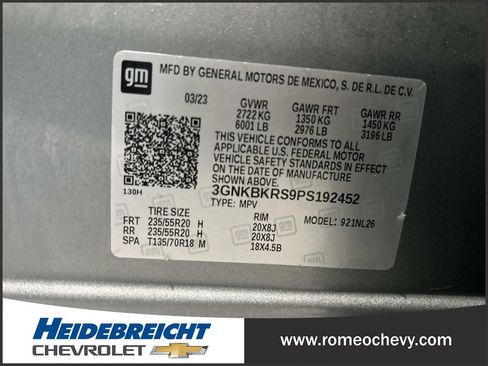 gm
MFD BY GENERAL MOTORS DE MEXICO, S. DE R.L. DE C.V.
03/23 GVWR GAWR FRT GAWR RR
2722 KG 1350 KG 1450 KG
6001 LB 2976 LB 3196 LB
THIS VEHICLE CONFORMS TO ALL
APPLICABLE U.S. FEDERAL MOTOR
VEHICLE SAFETY STANDARDS IN EFFECT
ON THE DATE OF MANUFACTURE SHOWN
ABOVE.
130H
3GNKBKRS9PS192452
TYPE: MPV
TIRE SIZE RIM MODEL: 921NL26
FRT 235/55R20 H 20X8J
RR 235/55R20 H 20X8J
SPA T135/70R18 M 18X4.5B
HEIDEBREICHT
CHEVROLET
www.romeochevy.com